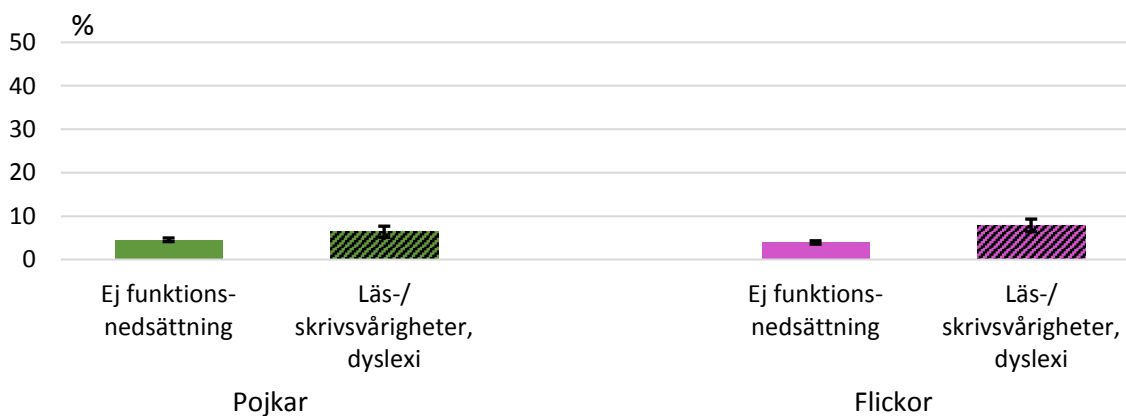 %
50
40
30
20
10
0
Ej funktions-
nedsättning
Läs-/
skrivsvårigheter,
dyslexi
Ej funktions-
nedsättning
Läs-/
skrivsvårigheter,
dyslexi
Pojkar
Flickor